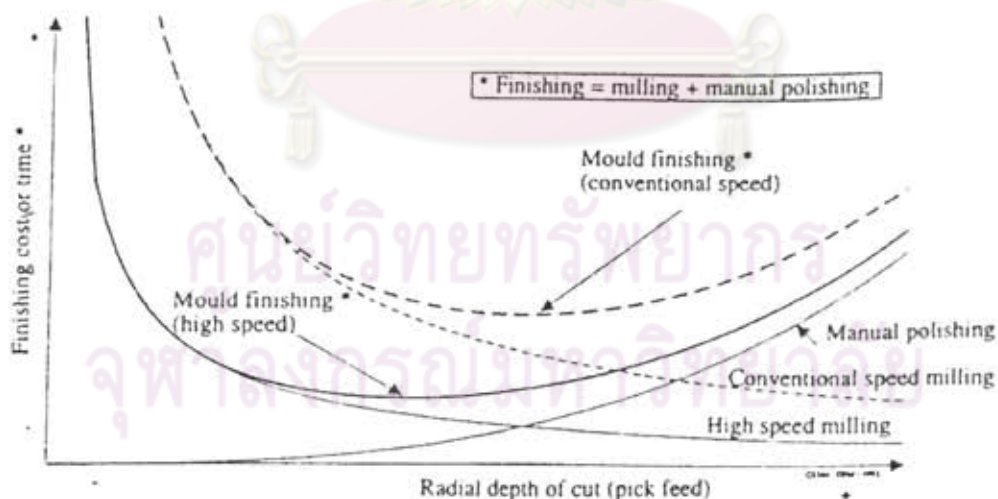 * Finishing = milling + manual polishing
Mould finishing *
(conventional speed)
Finishing cost or time *
ศูนย์วิทยทรัพยากร
Mould finishing *
(high speed)
Manual polishing
จุฬาลงกรณ์มหาวิทยาลัย
Conventional speed milling
High speed milling
Radial depth of cut (pick feed)